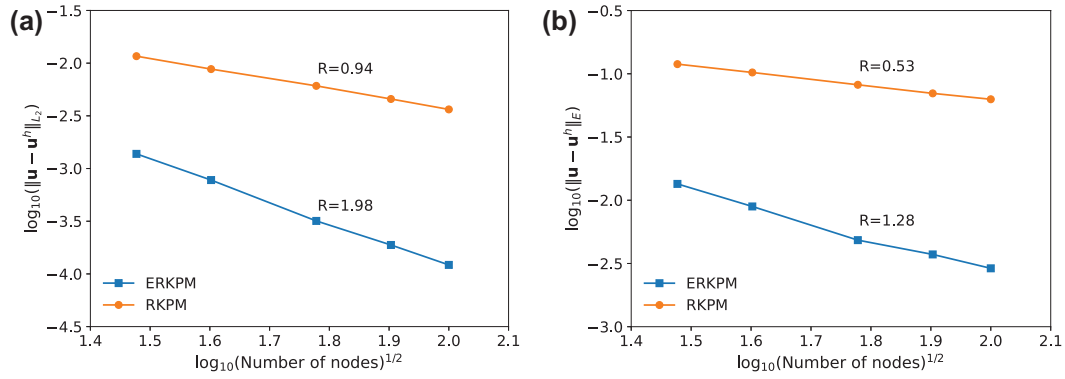 (a)
−1.5
−2.0
−2.5
−3.0
−3.5
−4.0
−4.5
log₁₀(‖𝐮 − 𝐮ʰ‖L₂)
R=0.94
R=1.98
ERKPM
RKPM
1.4 1.5 1.6 1.7 1.8 1.9 2.0 2.1
log₁₀(Number of nodes)¹ᐟ²
(b)
−0.5
−1.0
−1.5
−2.0
−2.5
−3.0
log₁₀(‖𝐮 − 𝐮ʰ‖E)
R=0.53
R=1.28
ERKPM
RKPM
1.4 1.5 1.6 1.7 1.8 1.9 2.0 2.1
log₁₀(Number of nodes)¹ᐟ²